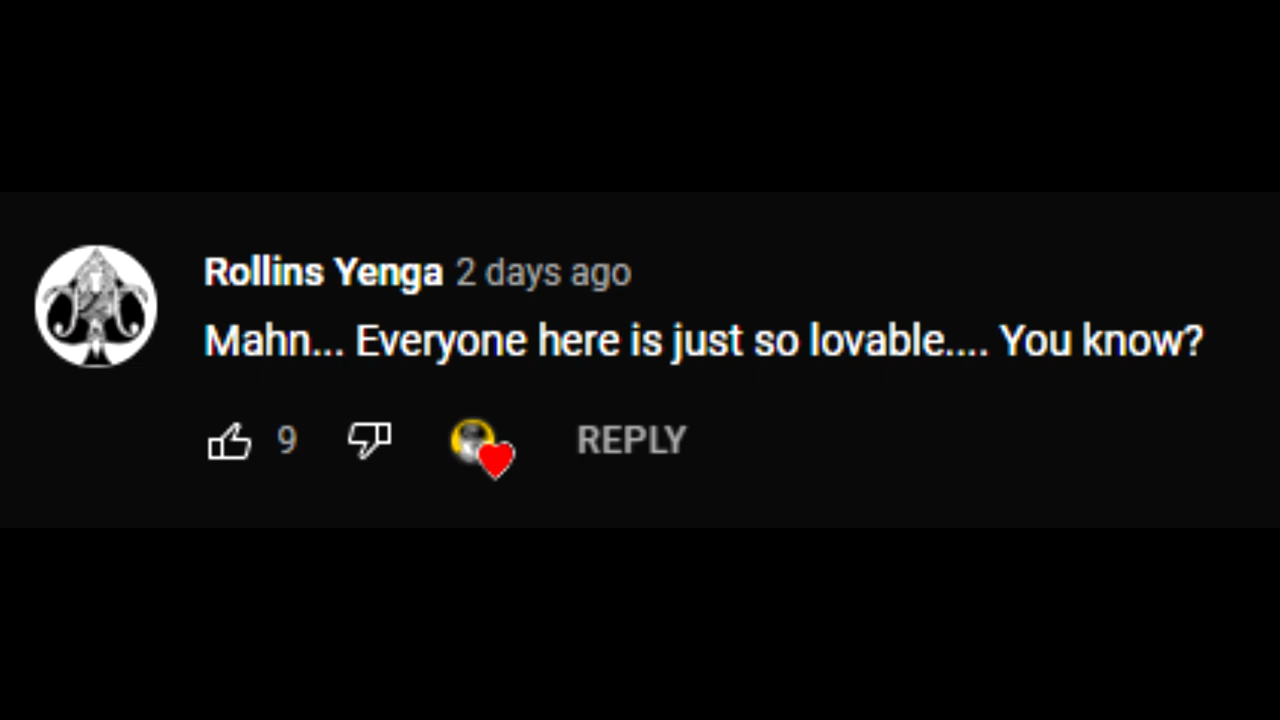 Rollins Yenga 2 days ago
Mahn... Everyone here is just so lovable.... You know?
9 REPLY